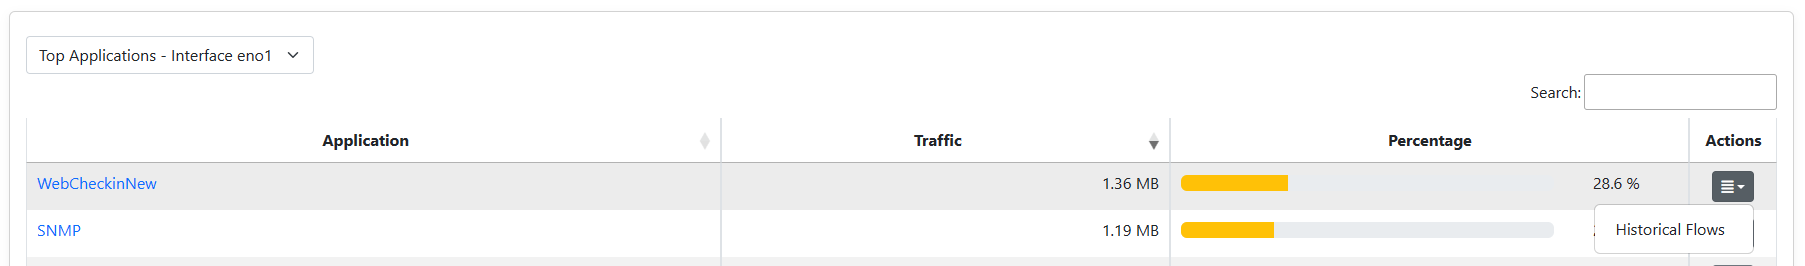 Top Applications - Interface eno1
Search:
Application Traffic Percentage Actions
WebCheckinNew 1.36 MB 28.6 %
SNMP 1.19 MB
Historical Flows